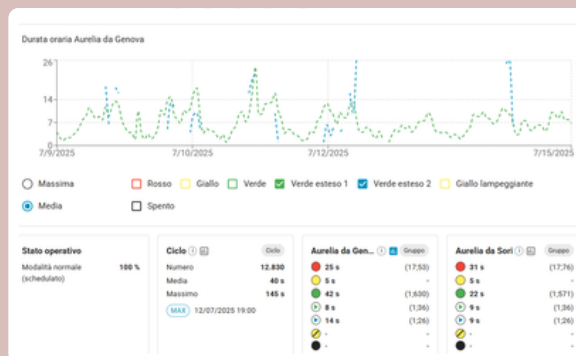 Durata oraria Aurelia da Genova
26
14
7
0
7/9/2025 7/10/2025 7/12/2025 7/15/2025
Massima Rosso Giallo Verde Verde esteso 1 Verde esteso 2 Giallo lampeggiante
Media Spento
Stato operativo
Modalità normale (schedulato) 100 %
Ciclo Ciclo
Numero 12.830
Media 40 s
Massimo 145 s
MAX 12/07/2025 19:00
Aurelia da Gen... Gruppo
25 s (17;53)
5 s
42 s (1;630)
8 s (1;36)
14 s (1;26)
-
-
Aurelia da Sori Gruppo
31 s (17;76)
5 s
22 s (1;571)
9 s (1;36)
9 s (1;26)
-
-